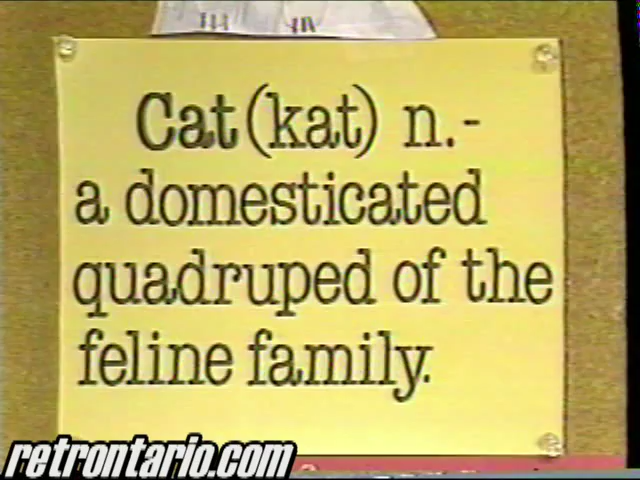 Cat (kat) n.-
a domesticated
quadruped of the
feline family.
retrontario.com